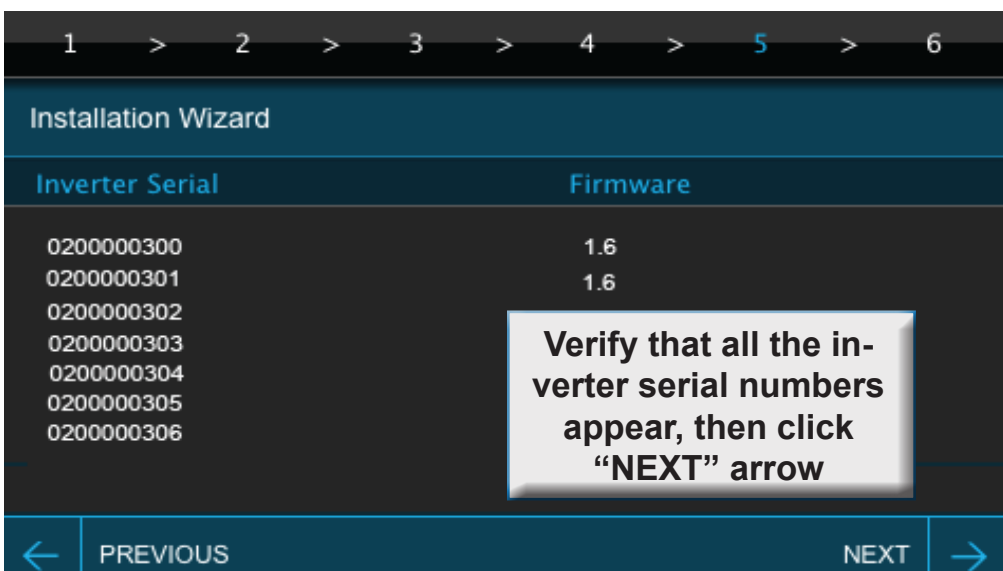 1 > 2 > 3 > 4 > 5 > 6
Installation Wizard
Inverter Serial Firmware
0200000300 1.6
0200000301 1.6
0200000302
0200000303
0200000304
0200000305
0200000306
Verify that all the in-
verter serial numbers
appear, then click
“NEXT” arrow
← PREVIOUS NEXT →